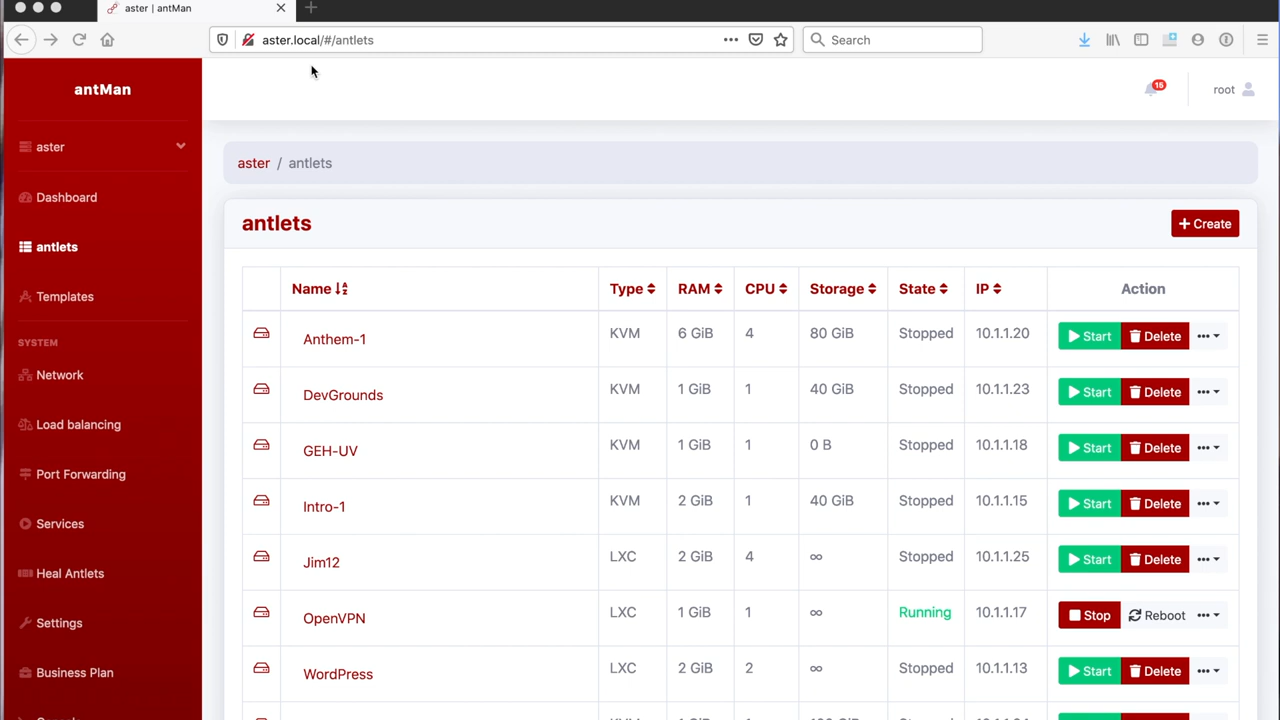 aster | antMan
aster.local/#/antlets
Search
antMan
15
root
aster
aster / antlets
Dashboard
antlets
Templates
SYSTEM
Network
Load balancing
Port Forwarding
Services
Heal Antlets
Settings
Business Plan
antlets
Create
Name Type RAM CPU Storage State IP Action
Anthem-1 KVM 6 GiB 4 80 GiB Stopped 10.1.1.20 Start Delete
DevGrounds KVM 1 GiB 1 40 GiB Stopped 10.1.1.23 Start Delete
GEH-UV KVM 1 GiB 1 0 B Stopped 10.1.1.18 Start Delete
Intro-1 KVM 2 GiB 1 40 GiB Stopped 10.1.1.15 Start Delete
Jim12 LXC 2 GiB 4 ∞ Stopped 10.1.1.25 Start Delete
OpenVPN LXC 1 GiB 1 ∞ Running 10.1.1.17 Stop Reboot
WordPress LXC 2 GiB 2 ∞ Stopped 10.1.1.13 Start Delete